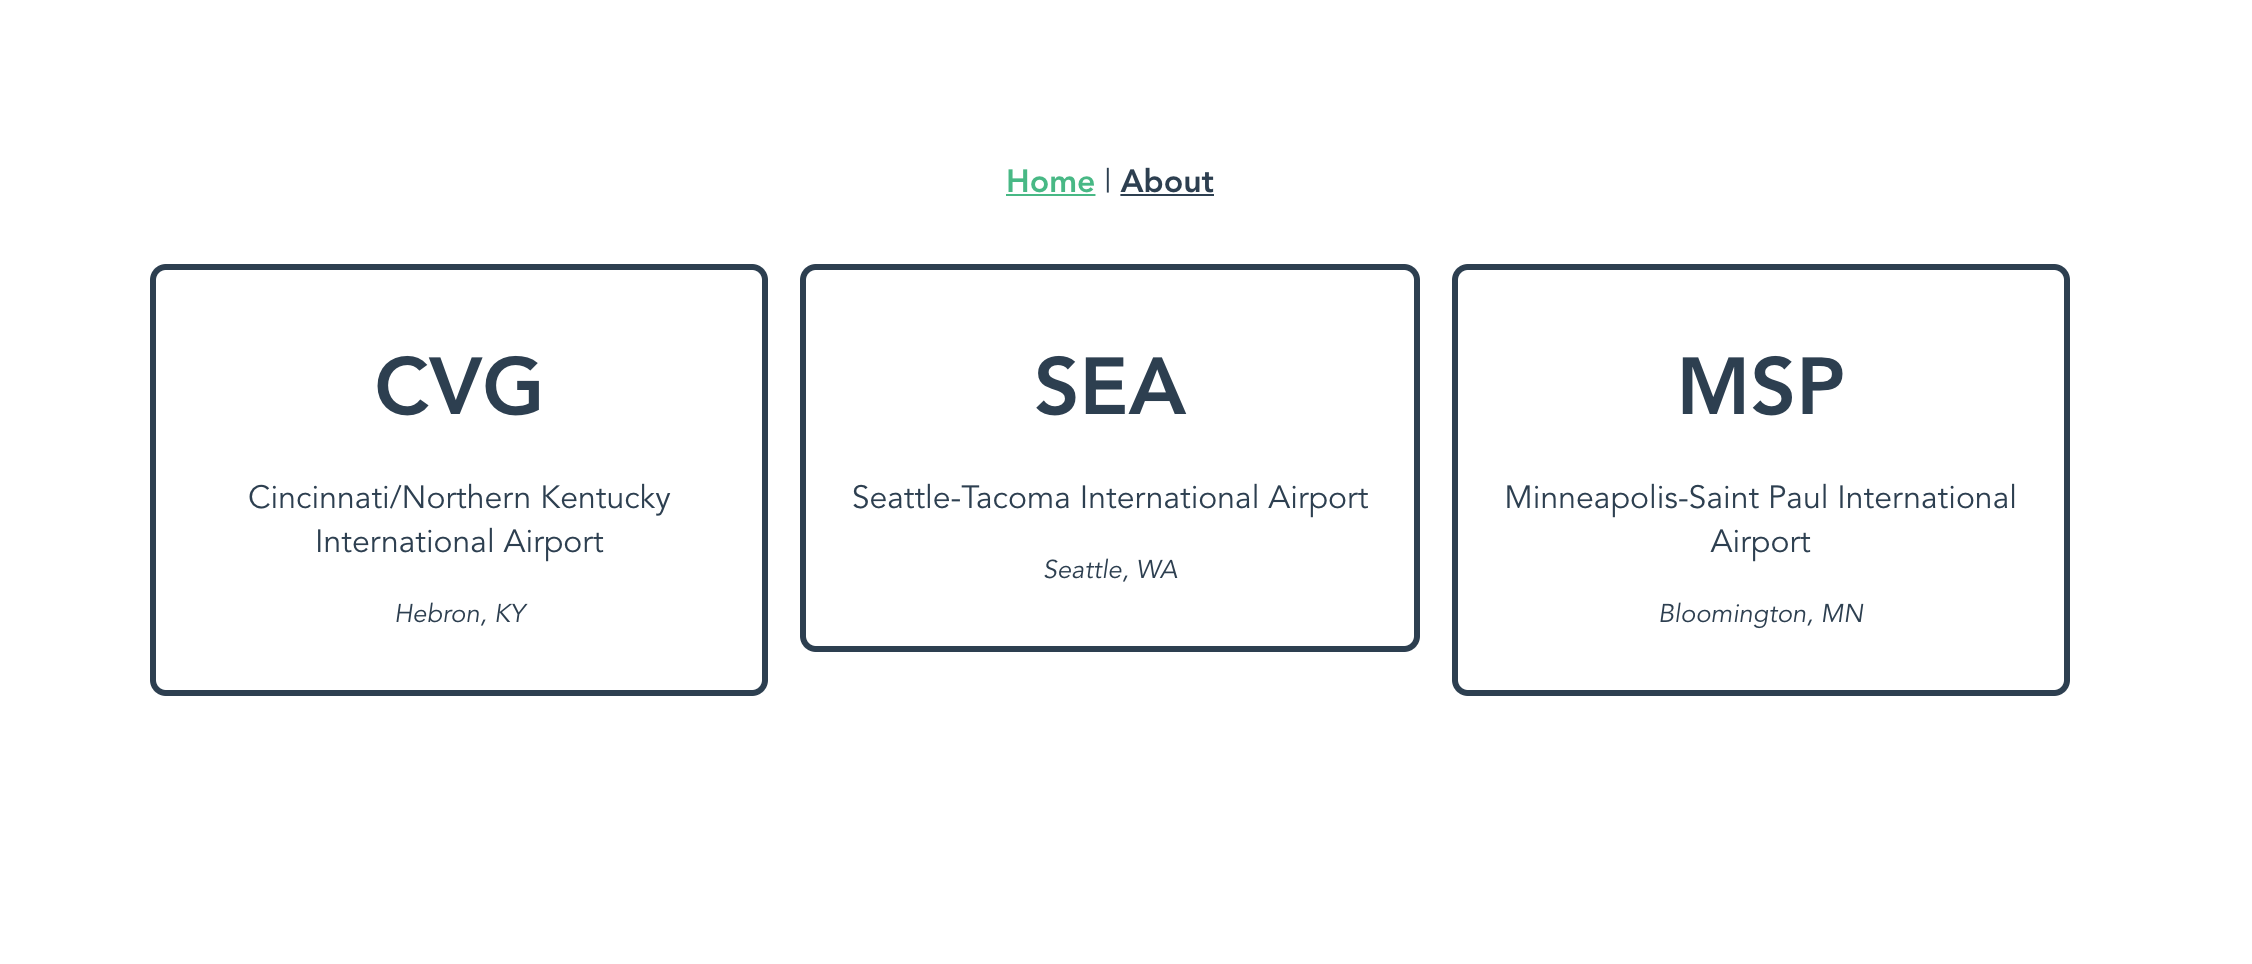 Home | About
CVG
Cincinnati/Northern Kentucky
International Airport
Hebron, KY
SEA
Seattle-Tacoma International Airport
Seattle, WA
MSP
Minneapolis-Saint Paul International
Airport
Bloomington, MN